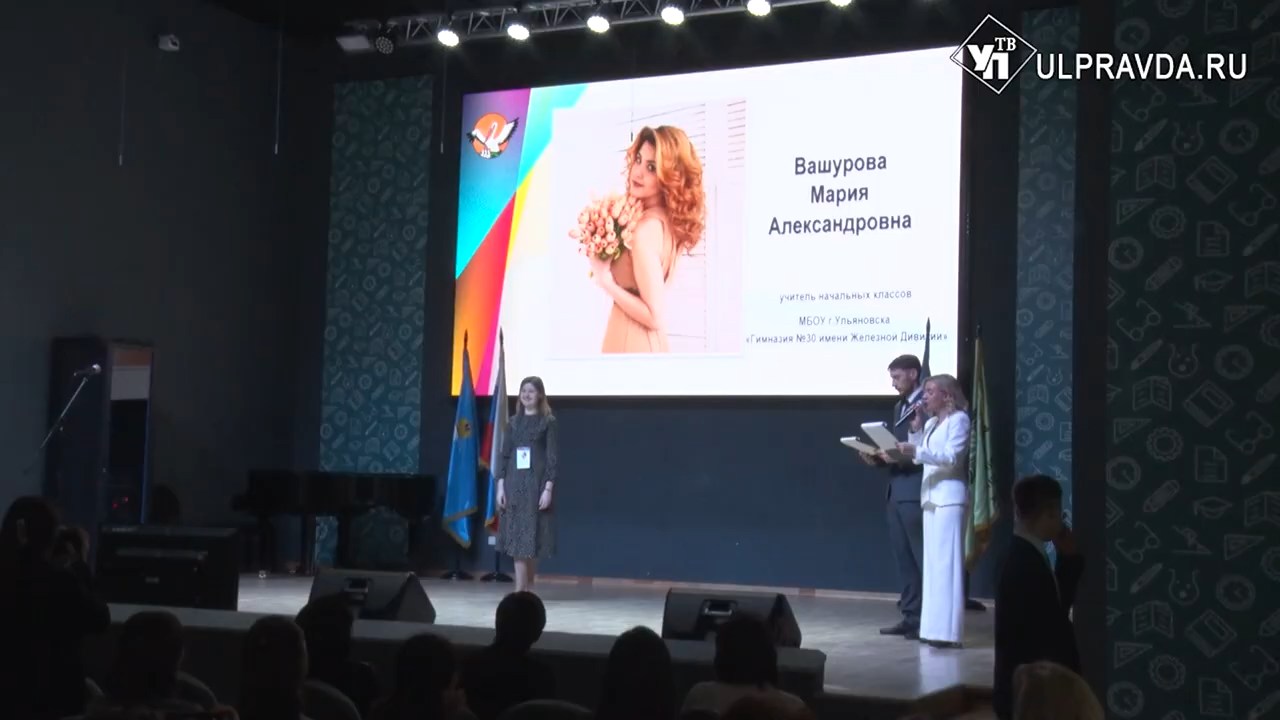 УП ТВ
ULPRAVDA.RU
Вашурова
Мария
Александровна
учитель начальных классов
МБОУ г.Ульяновска
«Гимназия №30 имени Железной Дивизии»